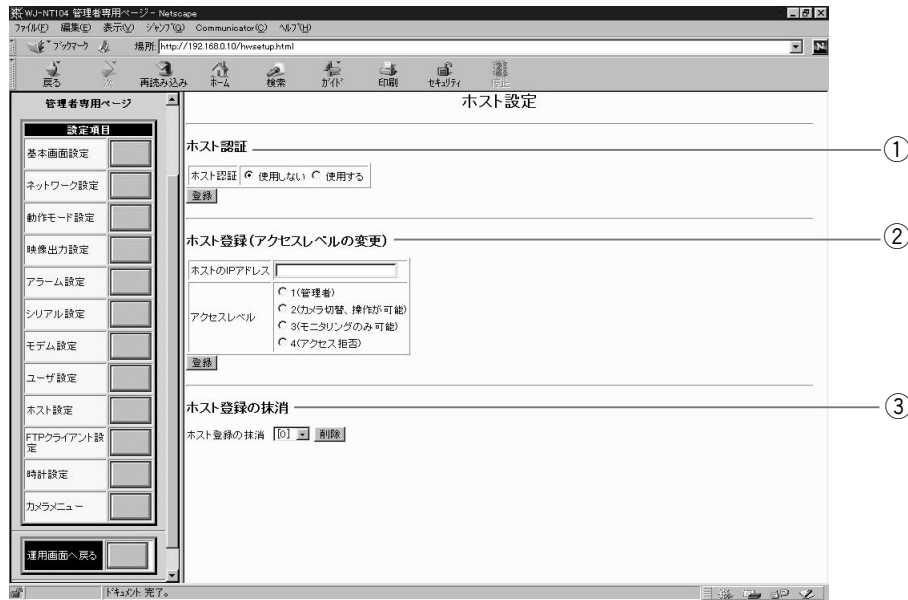 WJ-NT104 管理者専用ページ - Netscape
ファイル(F) 編集(E) 表示(V) ジャンプ(G) Communicator(C) ヘルプ(H)
ブックマーク 場所: http://192.168.0.10/hwsetup.html
戻る 次 再読み込み ホーム 検索 ガイド 印刷 セキュリティ 停止
管理者専用ページ
設定項目
基本画面設定
ネットワーク設定
動作モード設定
映像出力設定
アラーム設定
シリアル設定
モデム設定
ユーザ設定
ホスト設定
FTPクライアント設
定
時計設定
カメラメニュー
運用画面へ戻る
ホスト設定
ホスト認証 ①
ホスト認証 使用しない 使用する
登録
ホスト登録(アクセスレベルの変更) ②
ホストのIPアドレス
アクセスレベル
1(管理者)
2(カメラ切替、操作が可能)
3(モニタリングのみ可能)
4(アクセス拒否)
登録
ホスト登録の抹消 ③
ホスト登録の抹消 [0] 削除
ドキュメント 完了。